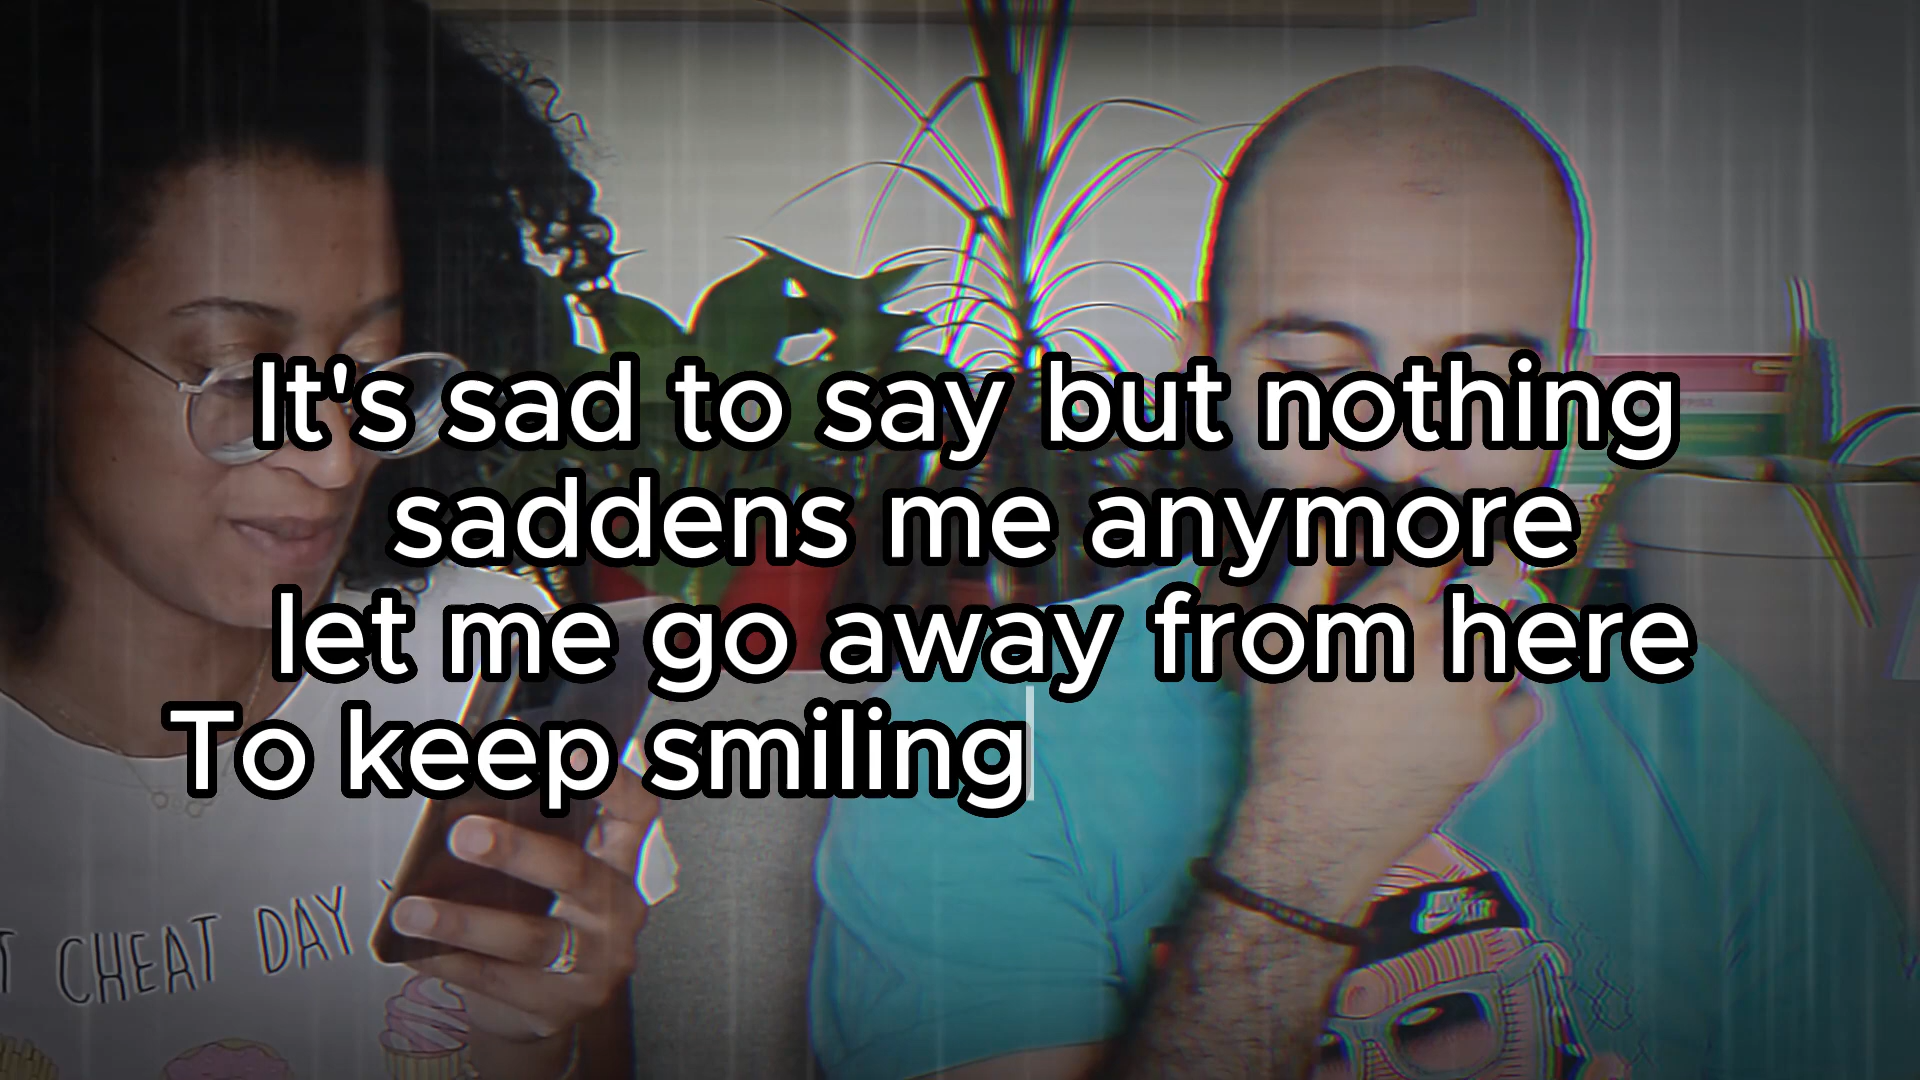 It's sad to say but nothing
saddens me anymore
let me go away from here
To keep smiling
CHEAT DAY